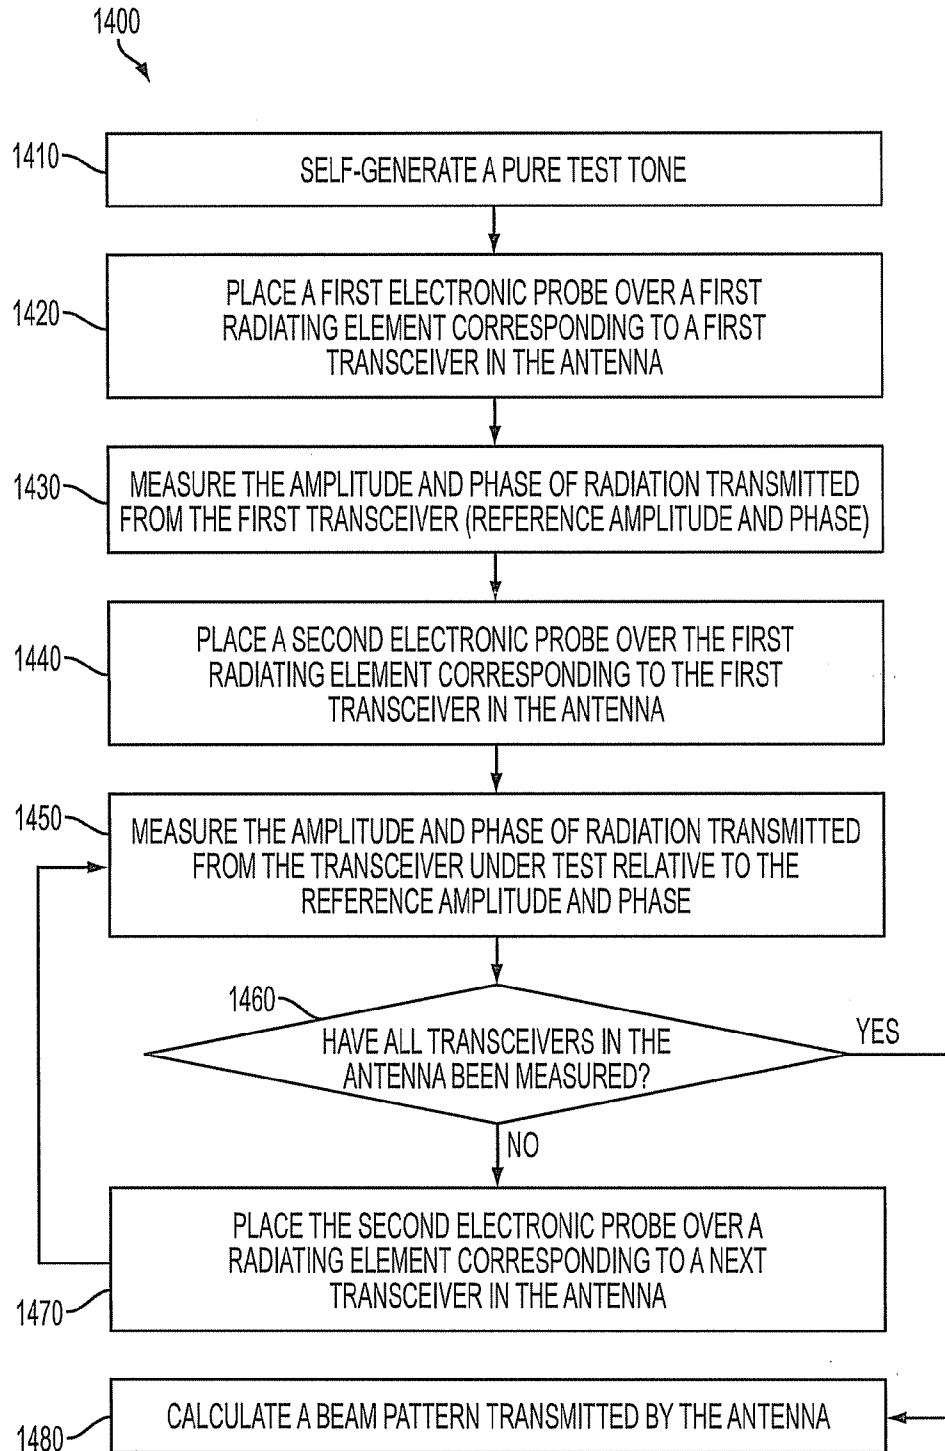 1400
1410
SELF-GENERATE A PURE TEST TONE
1420
PLACE A FIRST ELECTRONIC PROBE OVER A FIRST
RADIATING ELEMENT CORRESPONDING TO A FIRST
TRANSCEIVER IN THE ANTENNA
1430
MEASURE THE AMPLITUDE AND PHASE OF RADIATION TRANSMITTED
FROM THE FIRST TRANSCEIVER (REFERENCE AMPLITUDE AND PHASE)
1440
PLACE A SECOND ELECTRONIC PROBE OVER THE FIRST
RADIATING ELEMENT CORRESPONDING TO THE FIRST
TRANSCEIVER IN THE ANTENNA
1450
MEASURE THE AMPLITUDE AND PHASE OF RADIATION TRANSMITTED
FROM THE TRANSCEIVER UNDER TEST RELATIVE TO THE
REFERENCE AMPLITUDE AND PHASE
1460
HAVE ALL TRANSCEIVERS IN THE
ANTENNA BEEN MEASURED?
YES
NO
PLACE THE SECOND ELECTRONIC PROBE OVER A
RADIATING ELEMENT CORRESPONDING TO A NEXT
TRANSCEIVER IN THE ANTENNA
1470
CALCULATE A BEAM PATTERN TRANSMITTED BY THE ANTENNA
1480